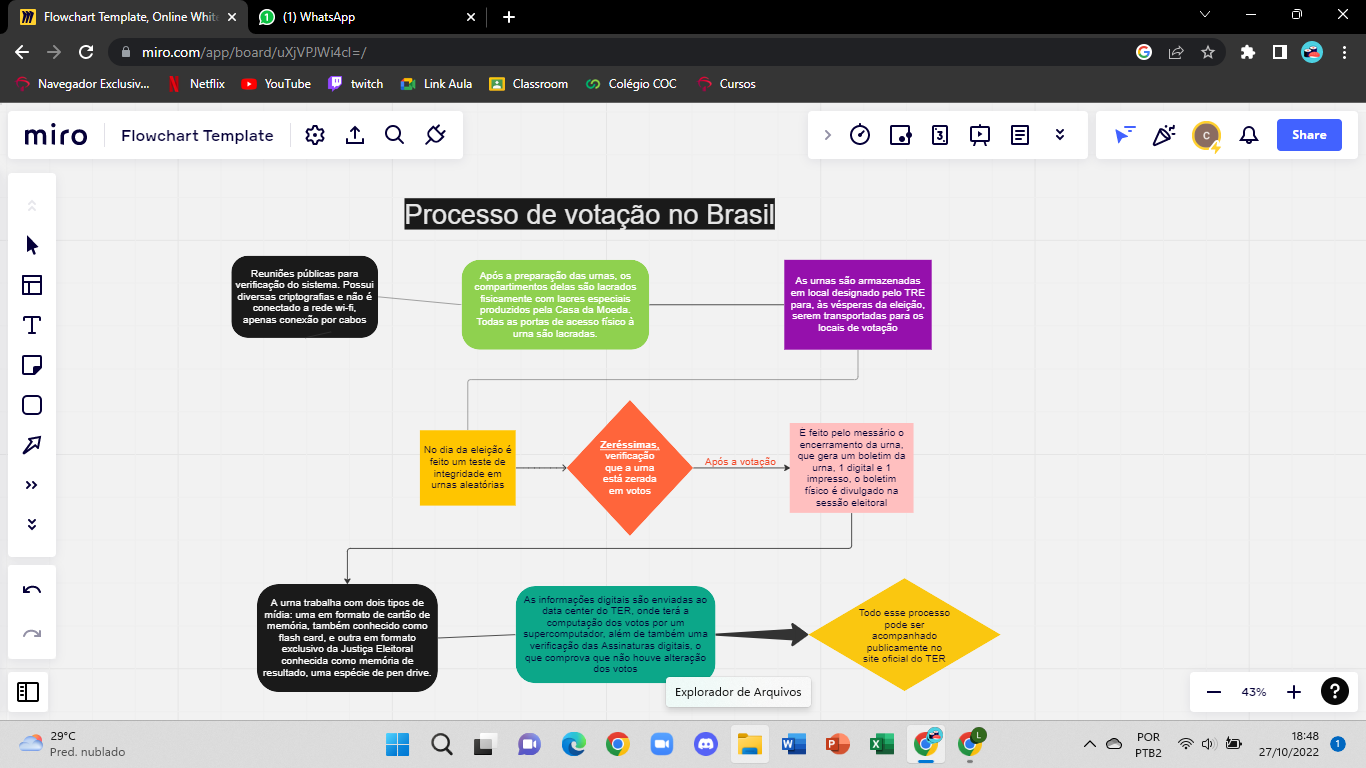 Flowchart Template, Online White
(1) WhatsApp
miro.com/app/board/uXjVPJWi4cI=/
Navegador Exclusiv...
Netflix
YouTube
twitch
Link Aula
Classroom
Colégio COC
Cursos
miro
Flowchart Template
3
C
Share
Processo de votação no Brasil
Reuniões públicas para
verificação do sistema. Possui
diversas criptografias e não é
conectado a rede wi-fi,
apenas conexão por cabos
Após a preparação das urnas, os
compartimentos delas são lacrados
fisicamente com lacres especiais
produzidos pela Casa da Moeda.
Todas as portas de acesso físico à
urna são lacradas.
As urnas são armazenadas
em local designado pelo TRE
para, às vésperas da eleição,
serem transportadas para os
locais de votação
No dia da eleição é
feito um teste de
integridade em
urnas aleatórias
Zeréssimas,
verificação
que a urna
está zerada
em votos
Após a votação
E feito pelo messário o
encerramento da urna,
que gera um boletim da
urna, 1 digital e 1
impresso, o boletim
físico é divulgado na
sessão eleitoral
A urna trabalha com dois tipos de
mídia: uma em formato de cartão de
memória, também conhecido como
flash card, e outra em formato
exclusivo da Justiça Eleitoral
conhecida como memória de
resultado, uma espécie de pen drive.
As informações digitais são enviadas ao
data center do TER, onde terá a
computação dos votos por um
supercomputador, além de também uma
verificação das Assinaturas digitais, o
que comprova que não houve alteração
dos votos
Todo esse processo
pode ser
acompanhado
publicamente no
site oficial do TER
Explorador de Arquivos
43%
?
29°C
Pred. nublado
L
POR
PTB2
18:48
27/10/2022
1